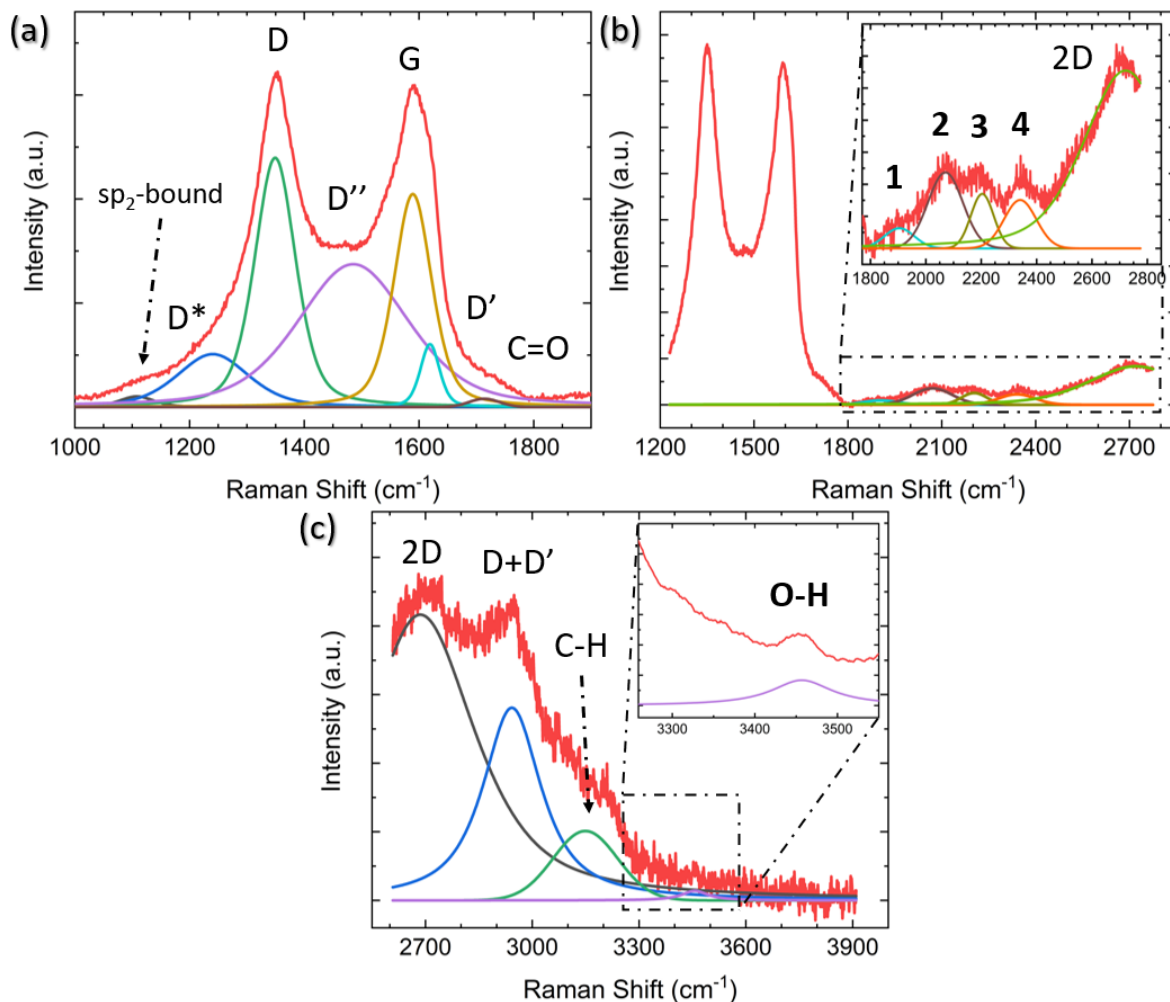 (a)
D
G
sp₂-bound
D''
D*
D'
C=O
Intensity (a.u.)
1000 1200 1400 1600 1800
Raman Shift (cm⁻¹)
(b)
2D
1 2 3 4
1800 2000 2200 2400 2600 2800
Intensity (a.u.)
1200 1500 1800 2100 2400 2700
Raman Shift (cm⁻¹)
(c)
2D
D+D'
C-H
O-H
3300 3400 3500
Intensity (a.u.)
2700 3000 3300 3600 3900
Raman Shift (cm⁻¹)